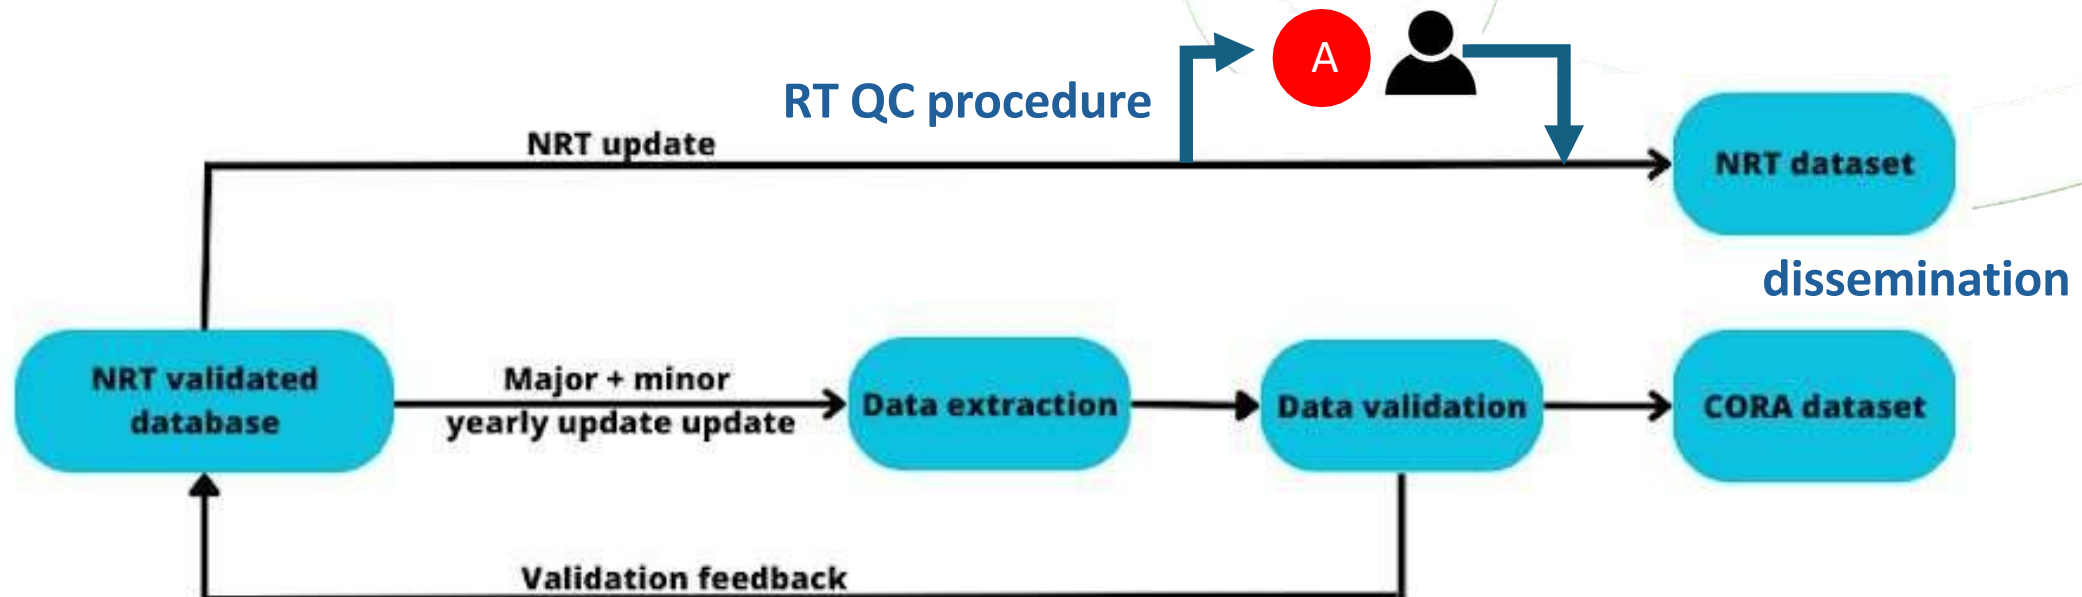 A
RT QC procedure
NRT update
NRT dataset
dissemination
NRT validated
database
Major + minor
yearly update update
Data extraction
Data validation
CORA dataset
Validation feedback